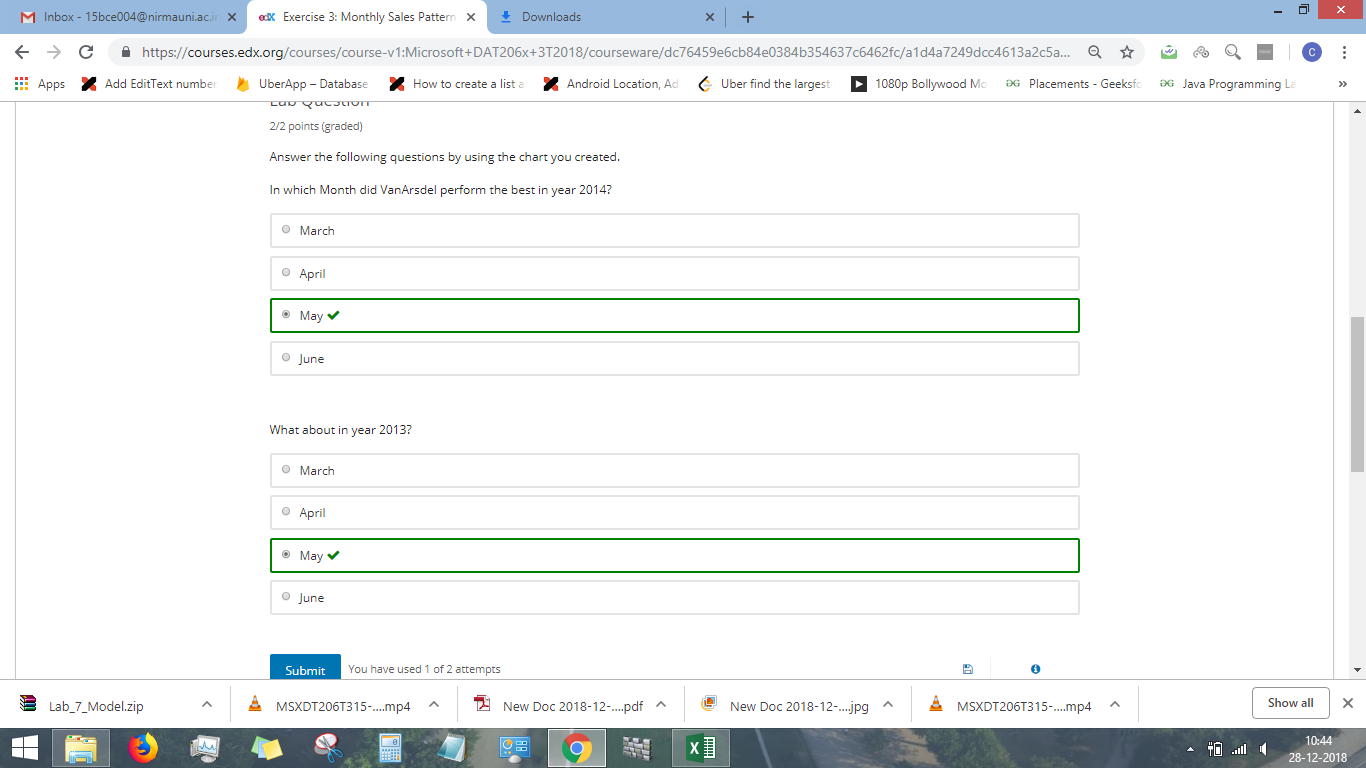 Inbox - 15bce004@nirmauni.ac.i
Exercise 3: Monthly Sales Pattern
Downloads
https://courses.edx.org/courses/course-v1:Microsoft+DAT206x+3T2018/courseware/dc76459e6cb84e0384b354637c6462fc/a1d4a7249dcc4613a2c5a...
C
Apps
Add EditText number
UberApp – Database
How to create a list a
Android Location, Ad
Uber find the largest
1080p Bollywood Mo
Placements - Geeksfo
Java Programming La
»
Lab Question
2/2 points (graded)
Answer the following questions by using the chart you created.
In which Month did VanArsdel perform the best in year 2014?
March
April
May
June
What about in year 2013?
March
April
May
June
Submit
You have used 1 of 2 attempts
Lab_7_Model.zip
MSXDT206T315-....mp4
New Doc 2018-12-....pdf
New Doc 2018-12-....jpg
MSXDT206T315-....mp4
Show all
10:44
28-12-2018